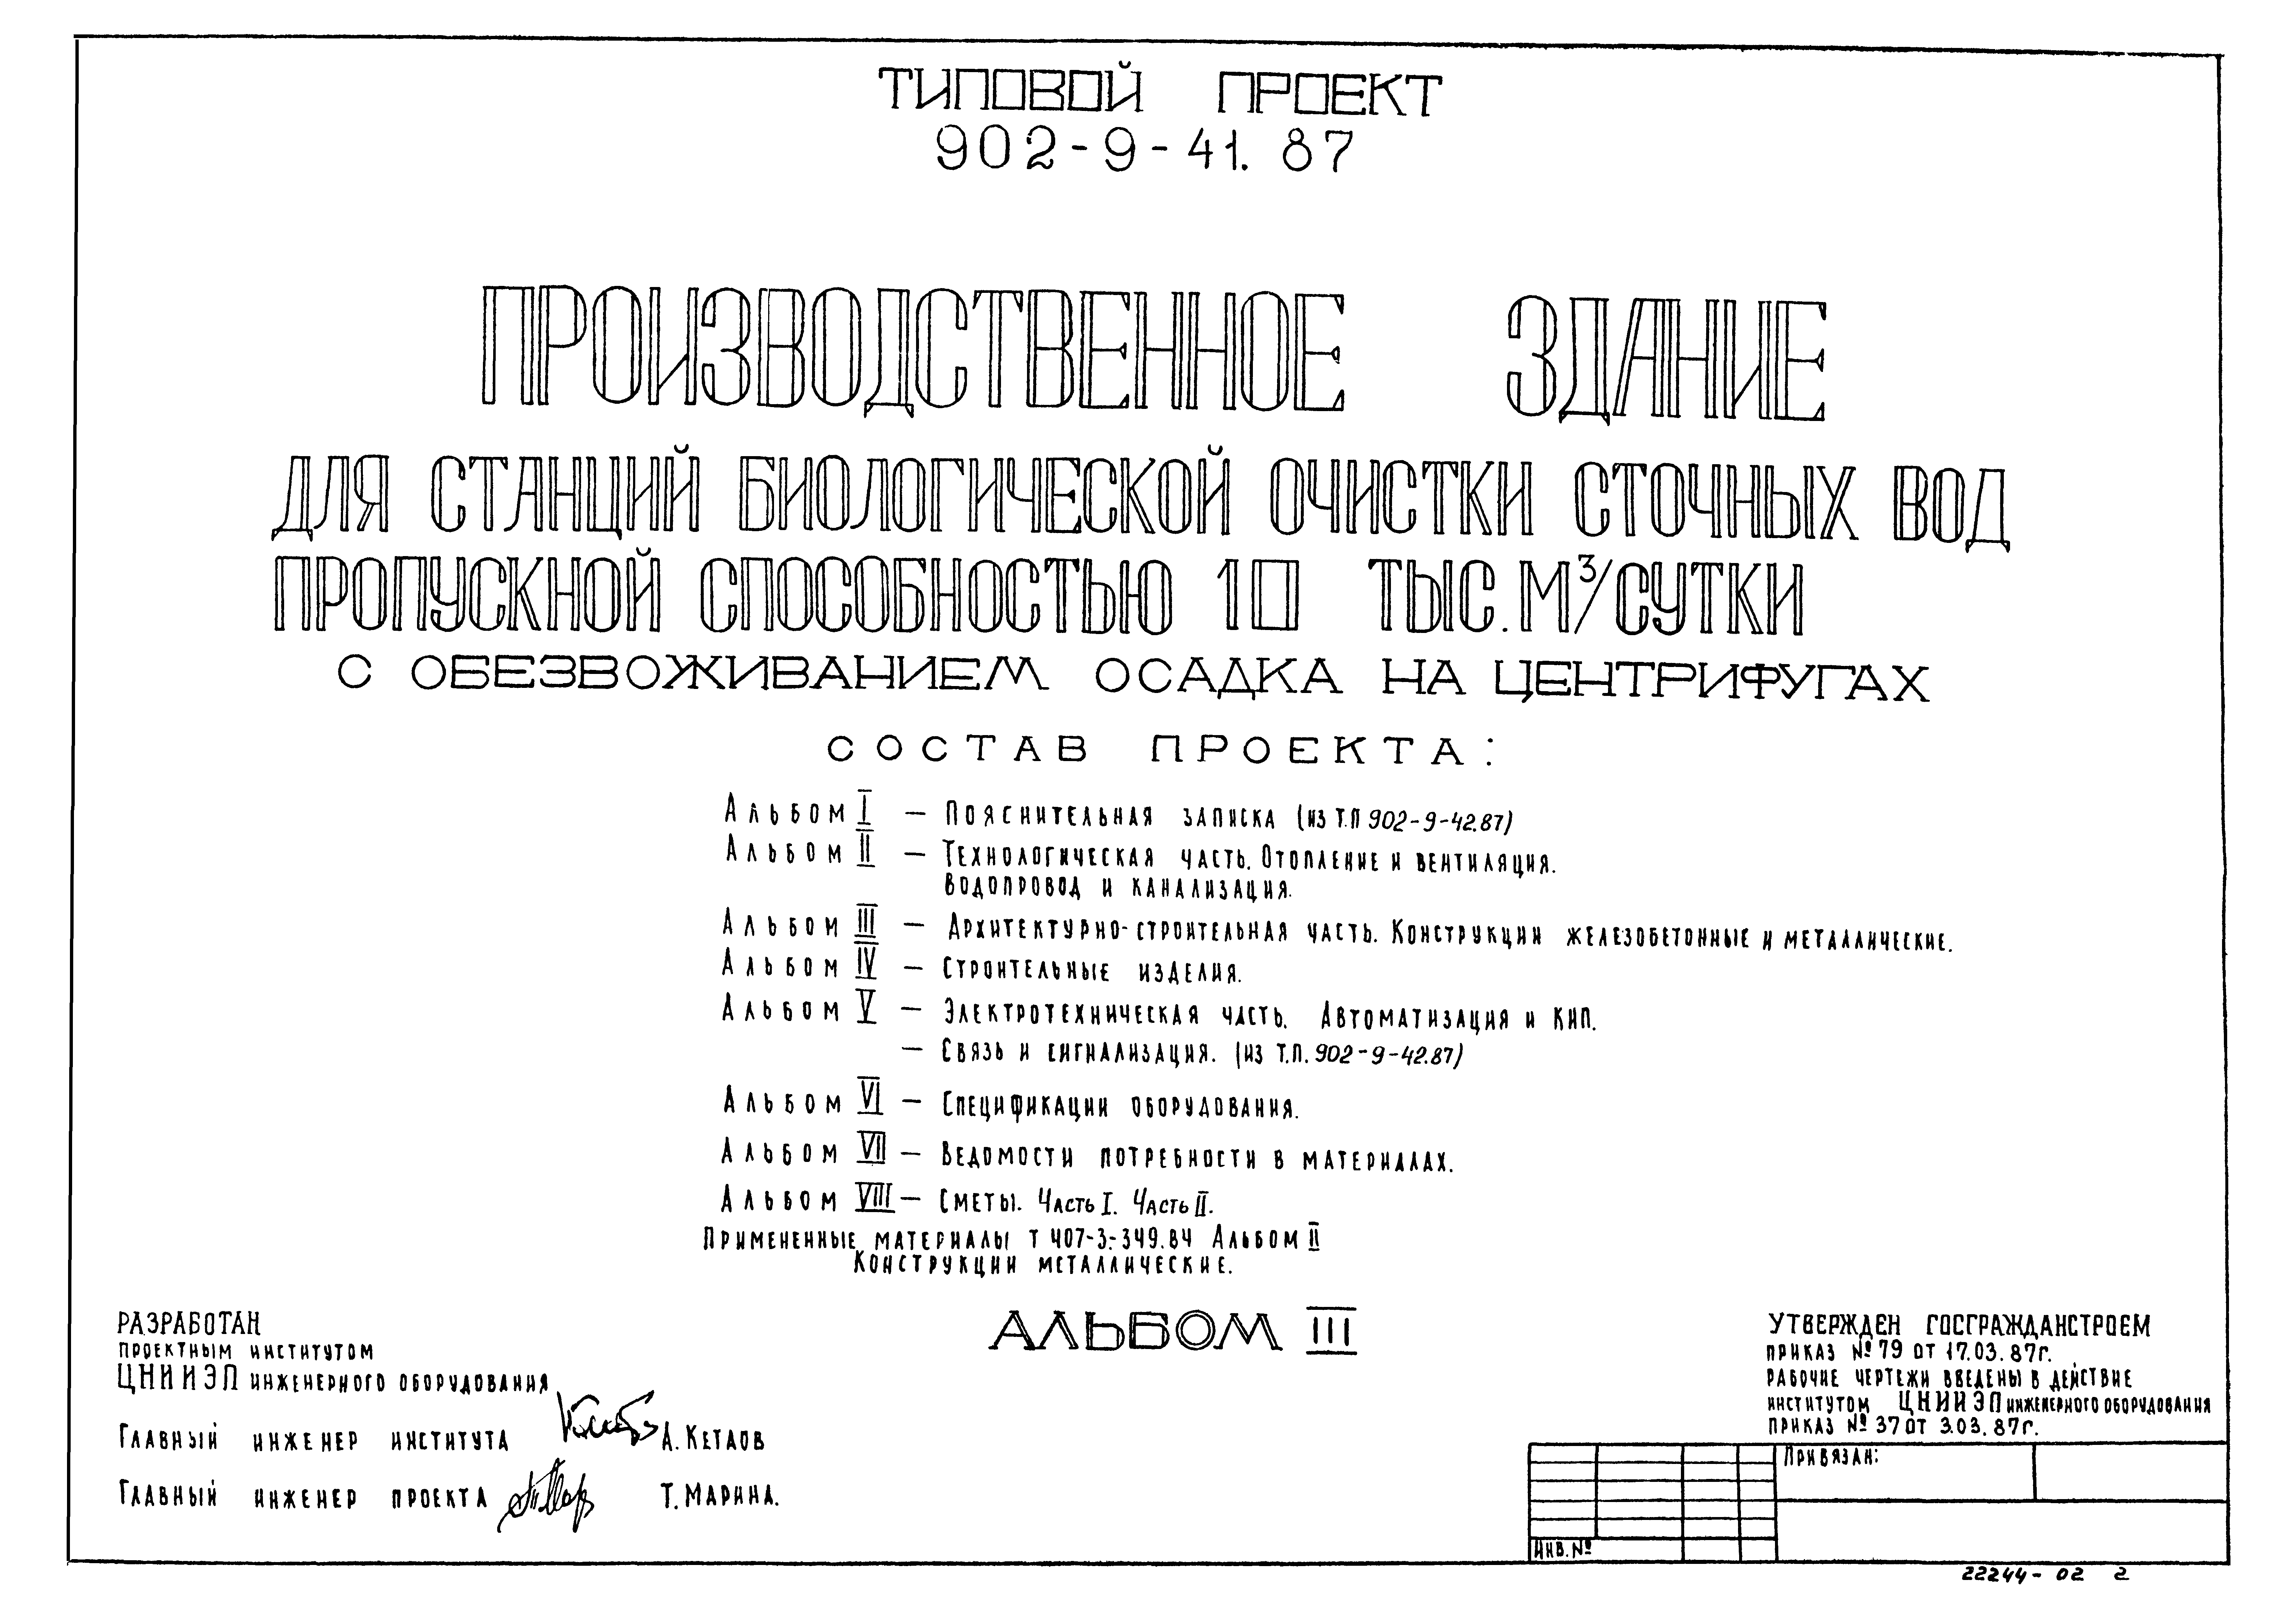 ТИПОВОЙ ПРОЕКТ
902-9-41.87
ПРОИЗВОДСТВЕННОЕ ЗДАНИЕ
ДЛЯ СТАНЦИЙ БИОЛОГИЧЕСКОЙ ОЧИСТКИ СТОЧНЫХ ВОД
ПРОПУСКНОЙ СПОСОБНОСТЬЮ 10 ТЫС. М³/СУТКИ
С ОБЕЗВОЖИВАНИЕМ ОСАДКА НА ЦЕНТРИФУГАХ
СОСТАВ ПРОЕКТА:
Альбом I — Пояснительная записка (из т.п 902-9-42.87)
Альбом II — Технологическая часть. Отопление и вентиляция.
Водопровод и канализация.
Альбом III — Архитектурно-строительная часть. Конструкции железобетонные и металлические.
Альбом IV — Строительные изделия.
Альбом V — Электротехническая часть. Автоматизация и КИП.
— Связь и сигнализация. (из т.п. 902-9-42.87)
Альбом VI — Спецификации оборудования.
Альбом VII — Ведомости потребности в материалах.
Альбом VIII — Сметы. Часть I. Часть II.
Примененные материалы т 407-3-349.84 Альбом II
Конструкции металлические.
АЛЬБОМ III
РАЗРАБОТАН
ПРОЕКТНЫМ ИНСТИТУТОМ
ЦНИИЭП ИНЖЕНЕРНОГО ОБОРУДОВАНИЯ
Главный инженер института А. Кетаов
Главный инженер проекта Т. Марина.
УТВЕРЖДЕН ГОСГРАЖДАНСТРОЕМ
ПРИКАЗ № 79 ОТ 17.03.87г.
РАБОЧИЕ ЧЕРТЕЖИ ВВЕДЕНЫ В ДЕЙСТВИЕ
ИНСТИТУТОМ ЦНИИЭП ИНЖЕНЕРНОГО ОБОРУДОВАНИЯ
ПРИКАЗ № 37 ОТ 3.03.87г.
Привязан:
Инв. №
22244-02 2